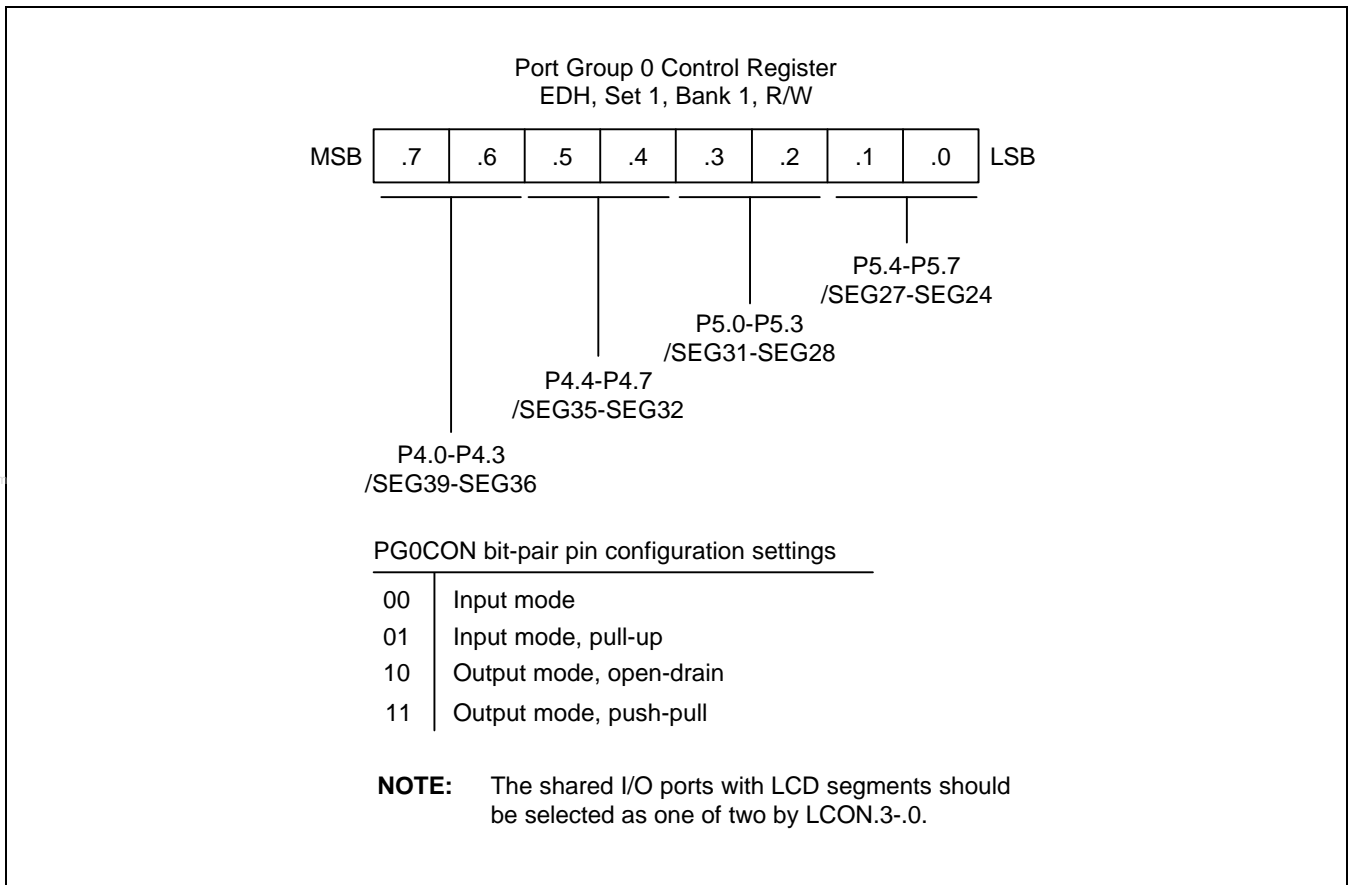 Port Group 0 Control Register
EDH, Set 1, Bank 1, R/W
MSB .7 .6 .5 .4 .3 .2 .1 .0 LSB
P5.4-P5.7
/SEG27-SEG24
P5.0-P5.3
/SEG31-SEG28
P4.4-P4.7
/SEG35-SEG32
P4.0-P4.3
/SEG39-SEG36
PG0CON bit-pair pin configuration settings
00 Input mode
01 Input mode, pull-up
10 Output mode, open-drain
11 Output mode, push-pull
NOTE: The shared I/O ports with LCD segments should
be selected as one of two by LCON.3-.0.